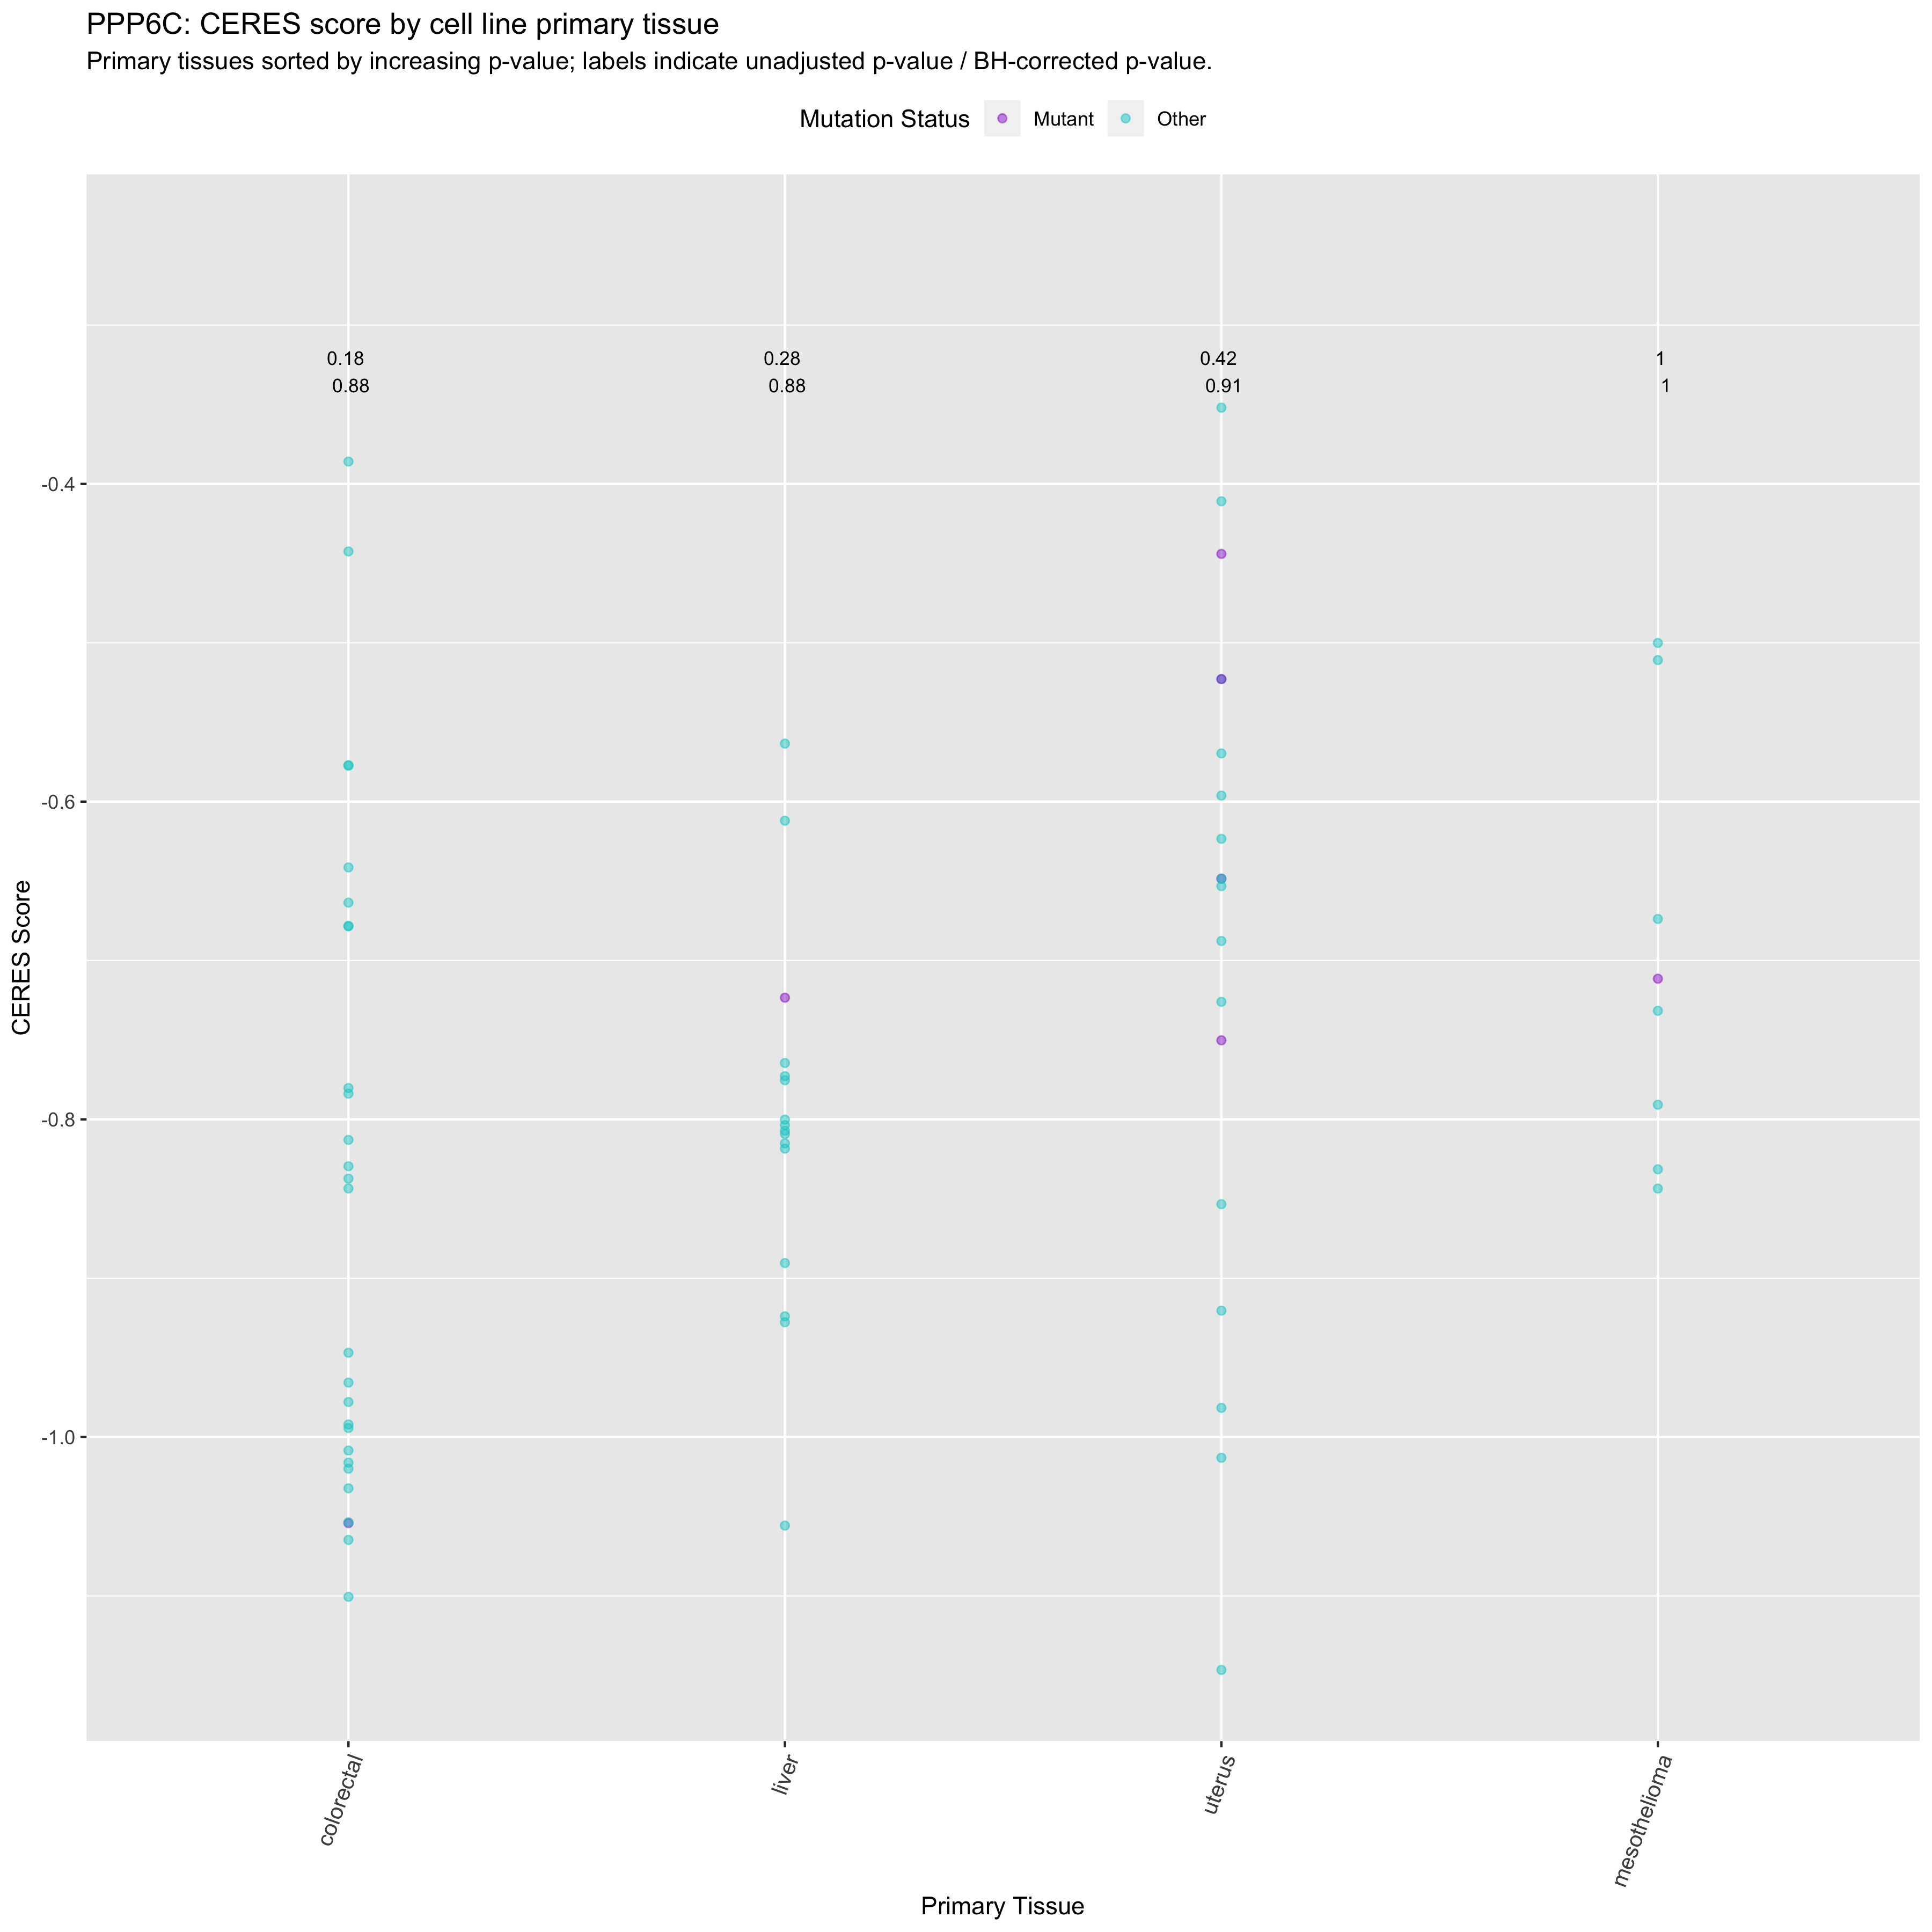 PPP6C: CERES score by cell line primary tissue
Primary tissues sorted by increasing p-value; labels indicate unadjusted p-value / BH-corrected p-value.
Mutation Status Mutant Other
0.18 0.28 0.42 1
0.88 0.88 0.91 1
-0.4
-0.6
-0.8
-1.0
CERES Score
colorectal liver uterus mesothelioma
Primary Tissue